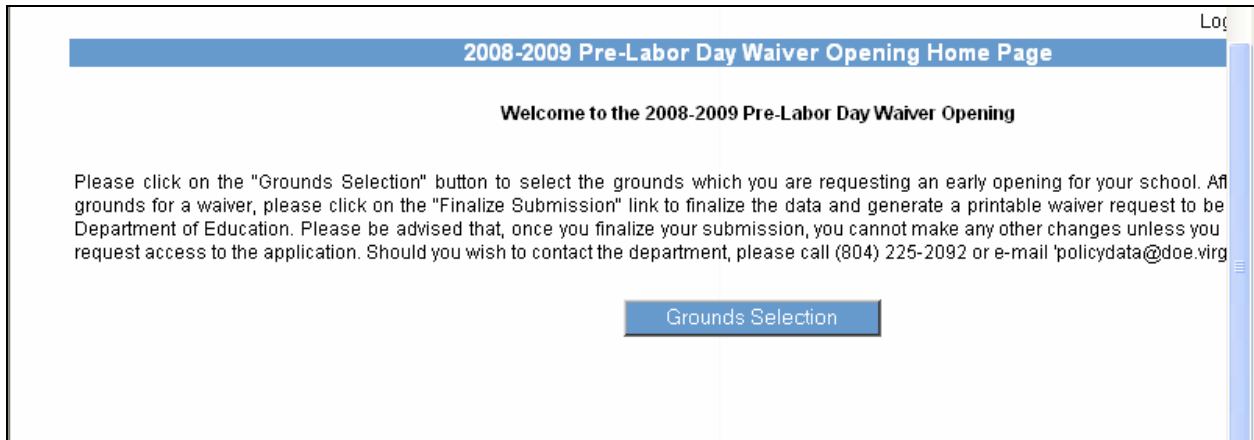 2008-2009 Pre-Labor Day Waiver Opening Home Page
Welcome to the 2008-2009 Pre-Labor Day Waiver Opening
Please click on the "Grounds Selection" button to select the grounds which you are requesting an early opening for your school.
grounds for a waiver, please click on the "Finalize Submission" link to finalize the data and generate a printable waiver request to be
Department of Education. Please be advised that, once you finalize your submission, you cannot make any other changes unless you
request access to the application. Should you wish to contact the department, please call (804) 225-2092 or e-mail 'policydata@doe.virg
Grounds Selection